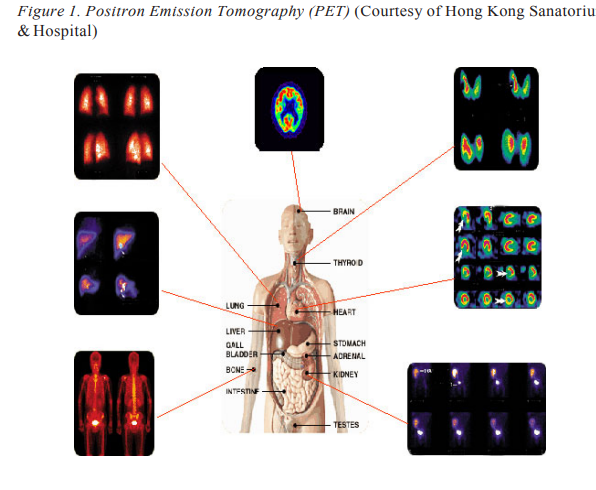 Figure 1. Positron Emission Tomography (PET) (Courtesy of Hong Kong Sanatoriu
& Hospital)
BRAIN
THYROID
LUNG
HEART
LIVER
STOMACH
GALL
BLADDER
ADRENAL
BONE
KIDNEY
INTESTINE
TESTES